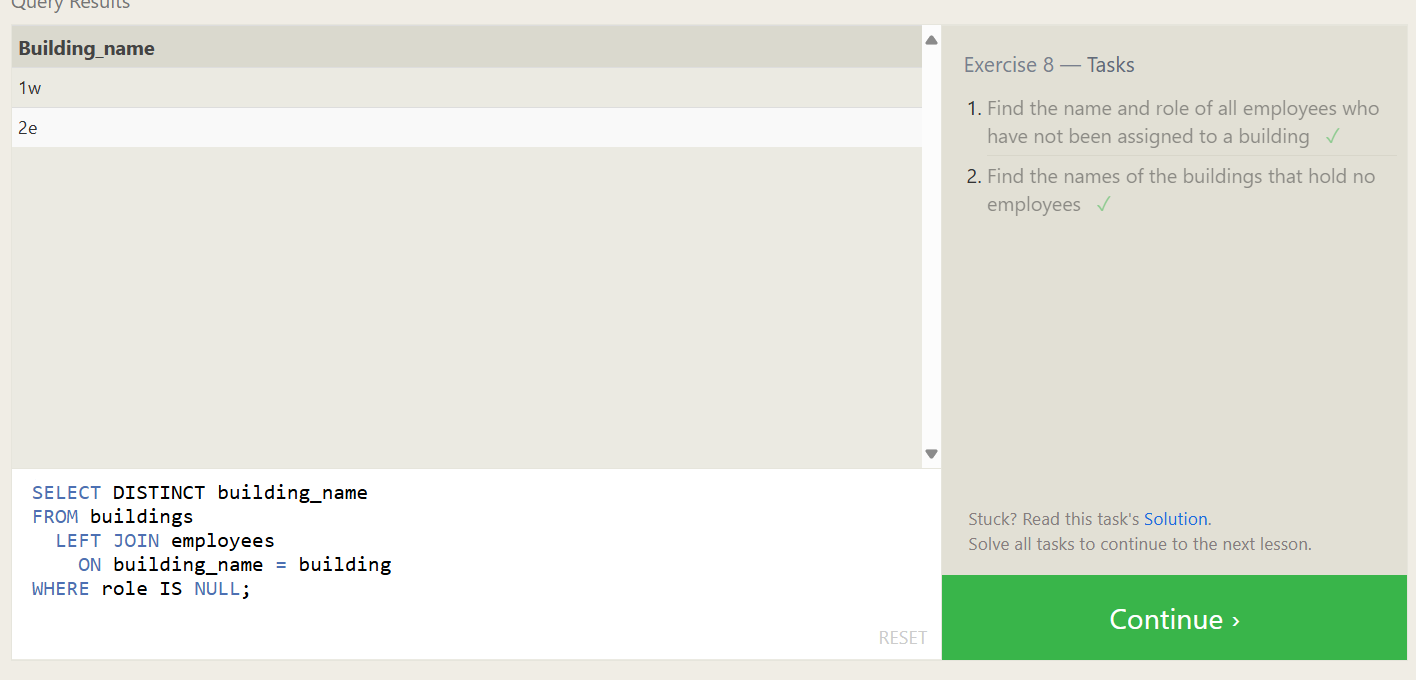 Query Results
Building_name
1w
2e
SELECT DISTINCT building_name
FROM buildings
  LEFT JOIN employees
    ON building_name = building
WHERE role IS NULL;
RESET
Exercise 8 — Tasks
1. Find the name and role of all employees who
have not been assigned to a building ✓
2. Find the names of the buildings that hold no
employees ✓
Stuck? Read this task's Solution.
Solve all tasks to continue to the next lesson.
Continue ›